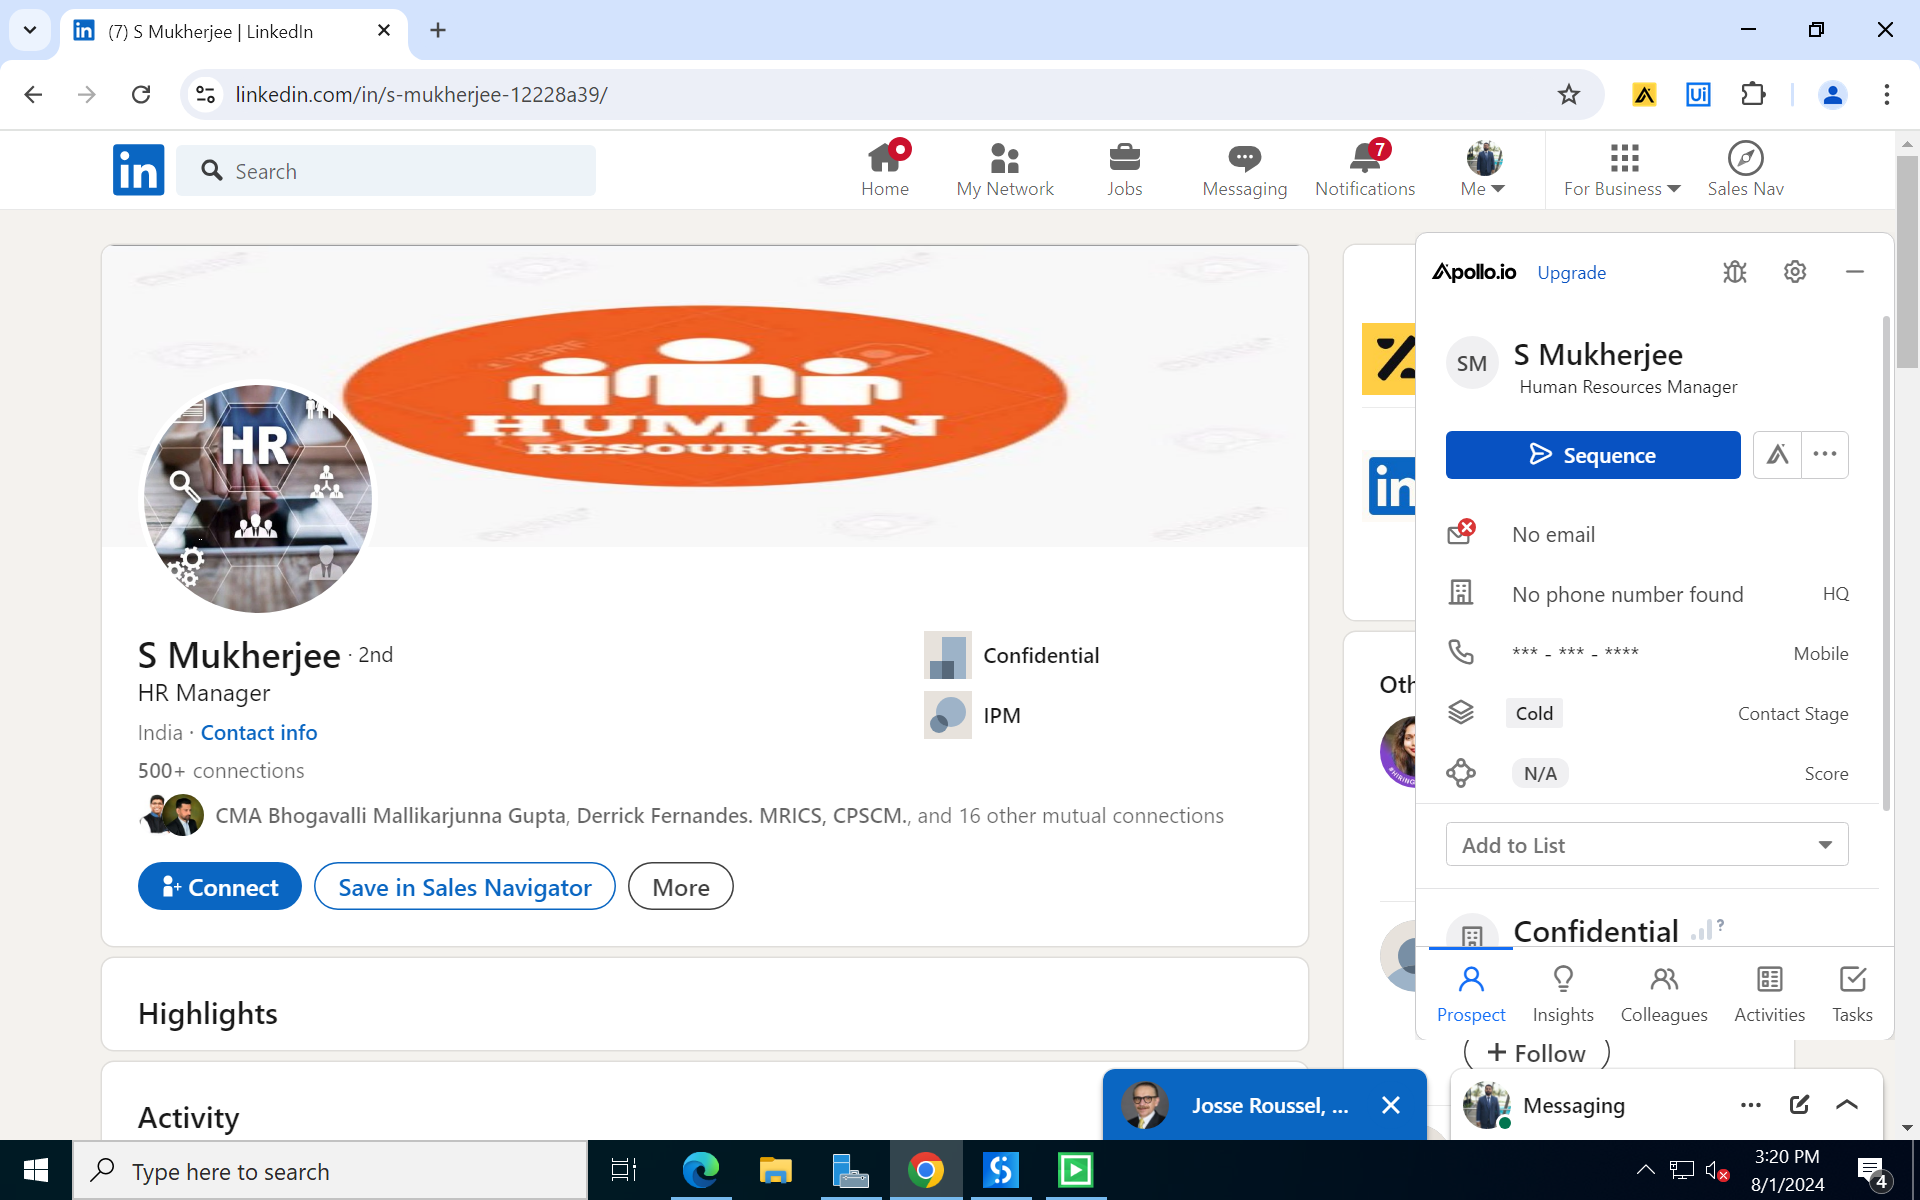 (7) S Mukherjee | LinkedIn
linkedin.com/in/s-mukherjee-12228a39/
Ui
in
Search
Home
My Network
Jobs
Messaging
7
Notifications
Me
For Business
Sales Nav
HUMAN
RESOURCES
HR
S Mukherjee · 2nd
HR Manager
India · Contact info
500+ connections
CMA Bhogavalli Mallikarjunna Gupta, Derrick Fernandes. MRICS, CPSCM., and 16 other mutual connections
Confidential
IPM
Connect
Save in Sales Navigator
More
Highlights
Activity
in
Oth
Apollo.io
Upgrade
SM
S Mukherjee
Human Resources Manager
Sequence
No email
No phone number found
HQ
*** - *** - ****
Mobile
Cold
Contact Stage
N/A
Score
Add to List
Confidential
?
Prospect
Insights
Colleagues
Activities
Tasks
+ Follow
Josse Roussel, ...
Messaging
Type here to search
3:20 PM
8/1/2024
4